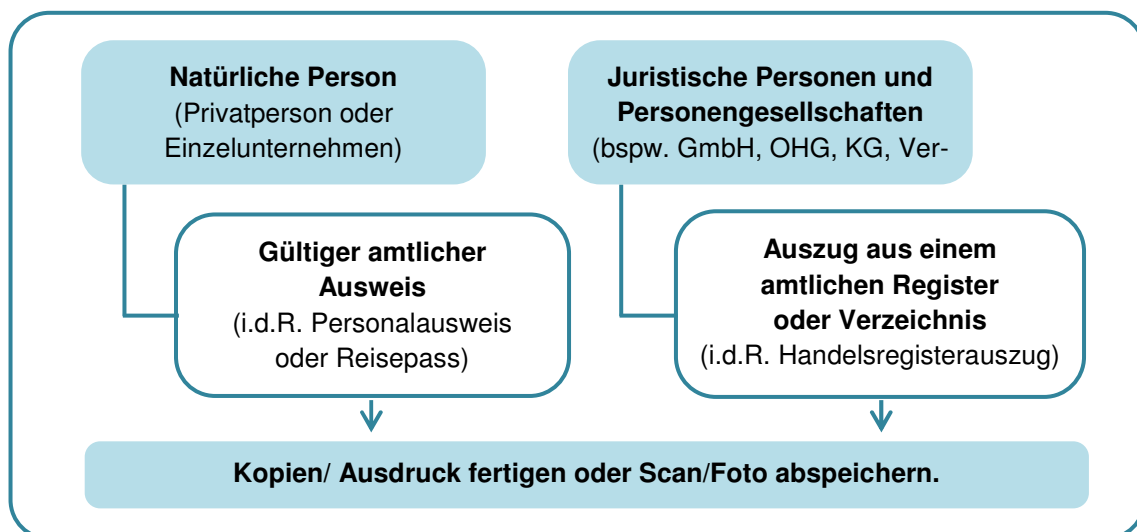 Natürliche Person
(Privatperson oder
Einzelunternehmen)
Juristische Personen und
Personengesellschaften
(bspw. GmbH, OHG, KG, Ver-
Gültiger amtlicher
Ausweis
(i.d.R. Personalausweis
oder Reisepass)
Auszug aus einem
amtlichen Register
oder Verzeichnis
(i.d.R. Handelsregisterauszug)
Kopien/ Ausdruck fertigen oder Scan/Foto abspeichern.